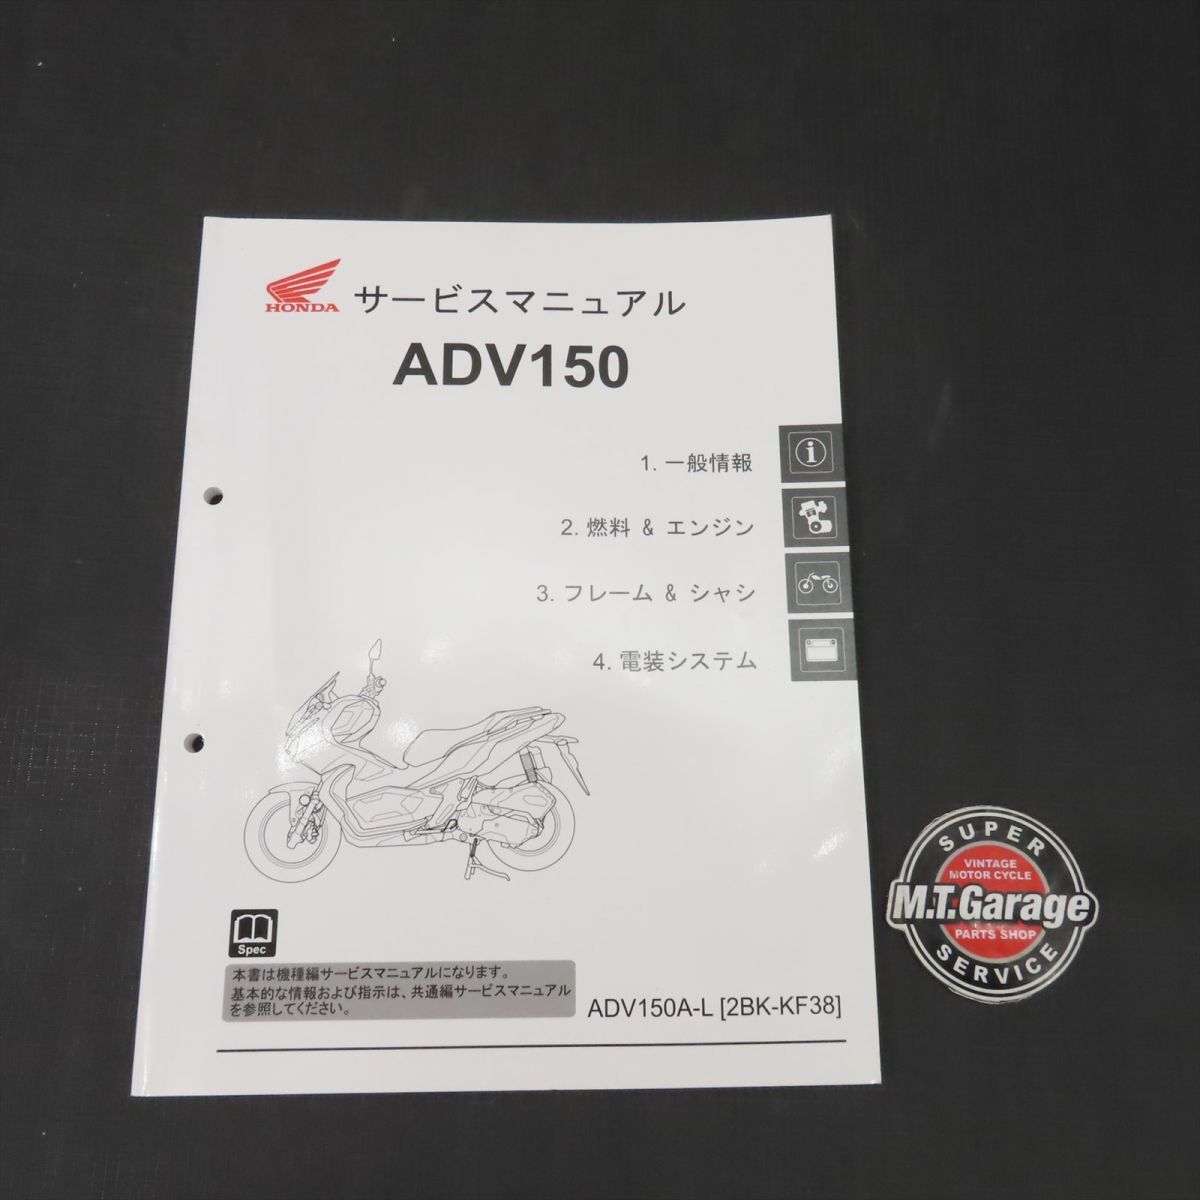 HONDA サービスマニュアル
ADV150
1. 一般情報
2. 燃料 & エンジン
3. フレーム & シャシ
4. 電装システム
Spec
本書は機種編サービスマニュアルになります。
基本的な情報および指示は、共通編サービスマニュアル
を参照してください。
ADV150A-L [2BK-KF38]
SUPER
VINTAGE
MOTOR CYCLE
M.T.Garage
PARTS SHOP
SERVICE